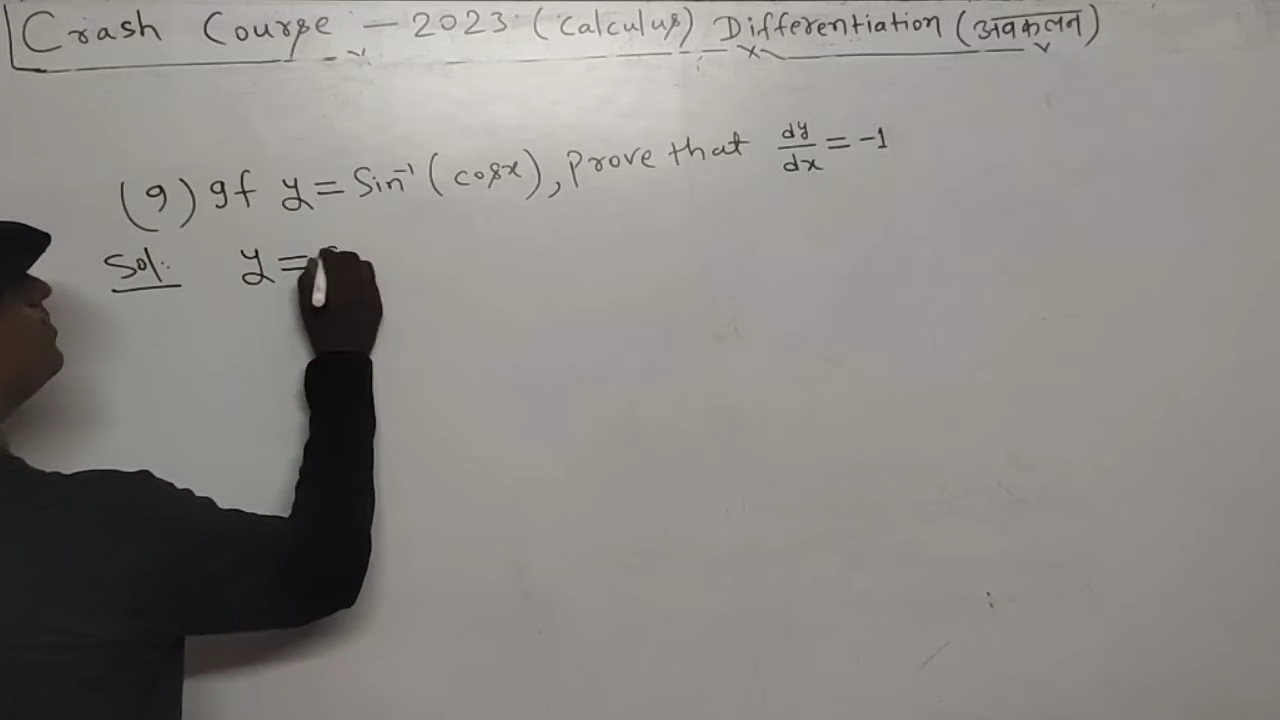 Crash Course - 2023 (Calculus) Differentiation (अवकलन)
(9) If y = Sin⁻¹(cosx), Prove that dy/dx = -1
Sol: y =